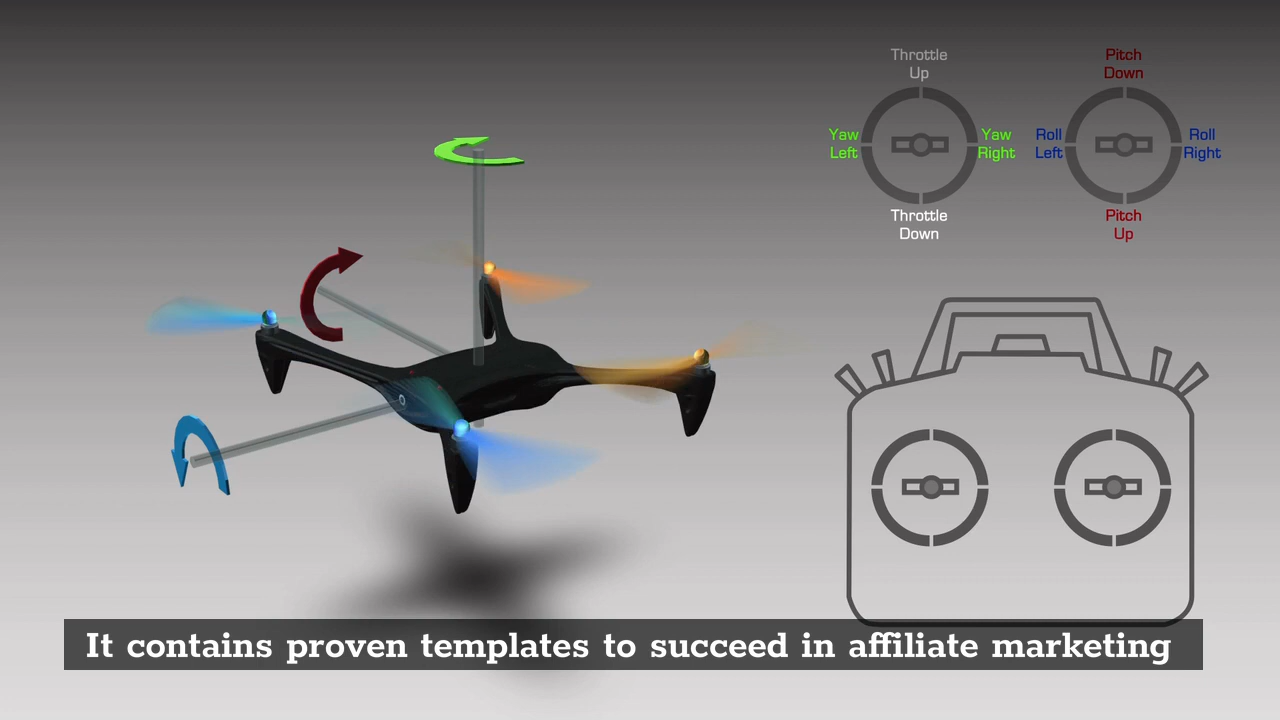 Throttle
Up
Pitch
Down
Yaw
Left
Yaw
Right
Roll
Left
Roll
Right
Throttle
Down
Pitch
Up
It contains proven templates to succeed in affiliate marketing